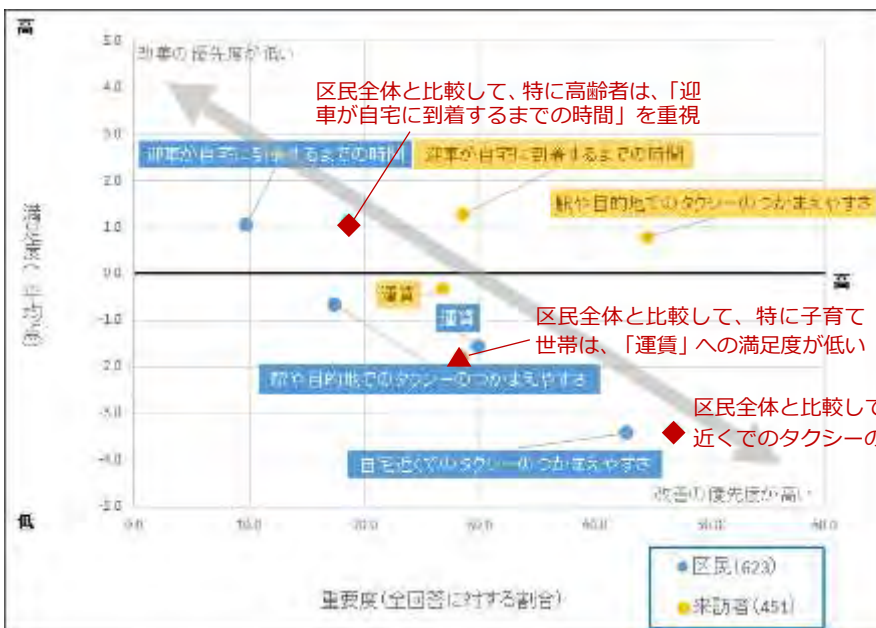 高
5.0
改善の優先度が低い
4.0
区民全体と比較して、特に高齢者は、「迎
車が自宅に到着するまでの時間」を重視
3.0
迎車が自宅に到着するまでの時間
迎車が自宅に到着するまでの時間
2.0
駅や目的地でのタクシーのつかまえやすさ
1.0
0.0
高
運賃
運賃
-1.0
区民全体と比較して、特に子育て
世帯は、「運賃」への満足度が低い
-2.0
駅や目的地でのタクシーのつかまえやすさ
-3.0
区民全体と比較して
近くでのタクシーの
-4.0
自宅近くでのタクシーのつかまえやすさ
改善の優先度が高い
-5.0
低
0.0
10.0
20.0
30.0
40.0
50.0
60.0
重要度(全回答に対する割合)
区民(623)
来訪者(451)